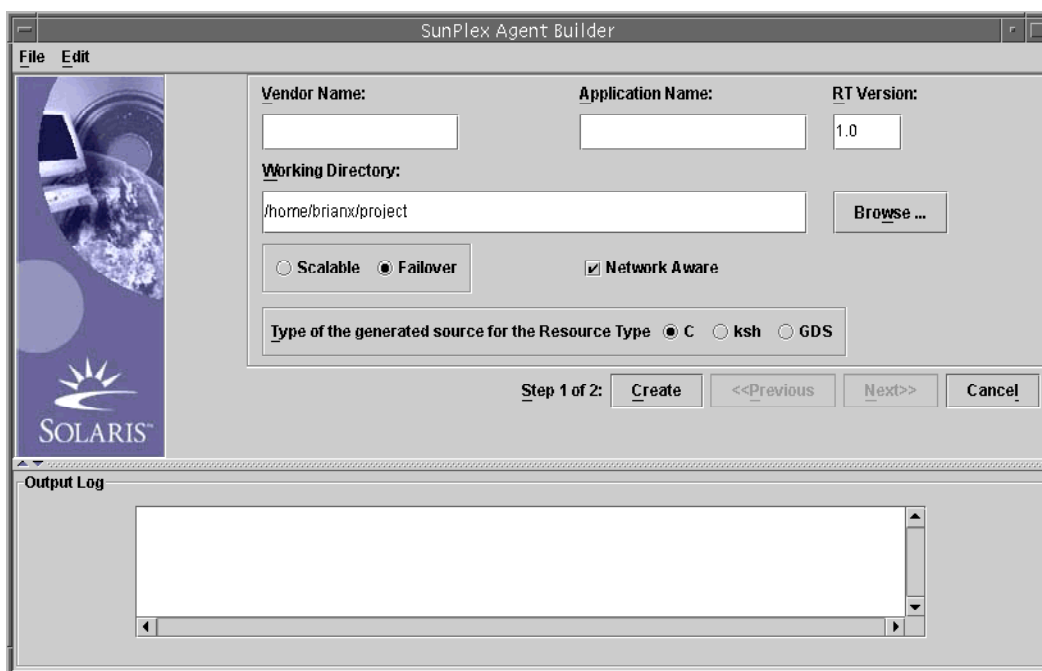 SunPlex Agent Builder
File Edit
Vendor Name: Application Name: RT Version:
1.0
Working Directory:
/home/brianx/project Browse ...
Scalable Failover Network Aware
Type of the generated source for the Resource Type C ksh GDS
Step 1 of 2: Create <<Previous Next>> Cancel
SOLARIS™
Output Log